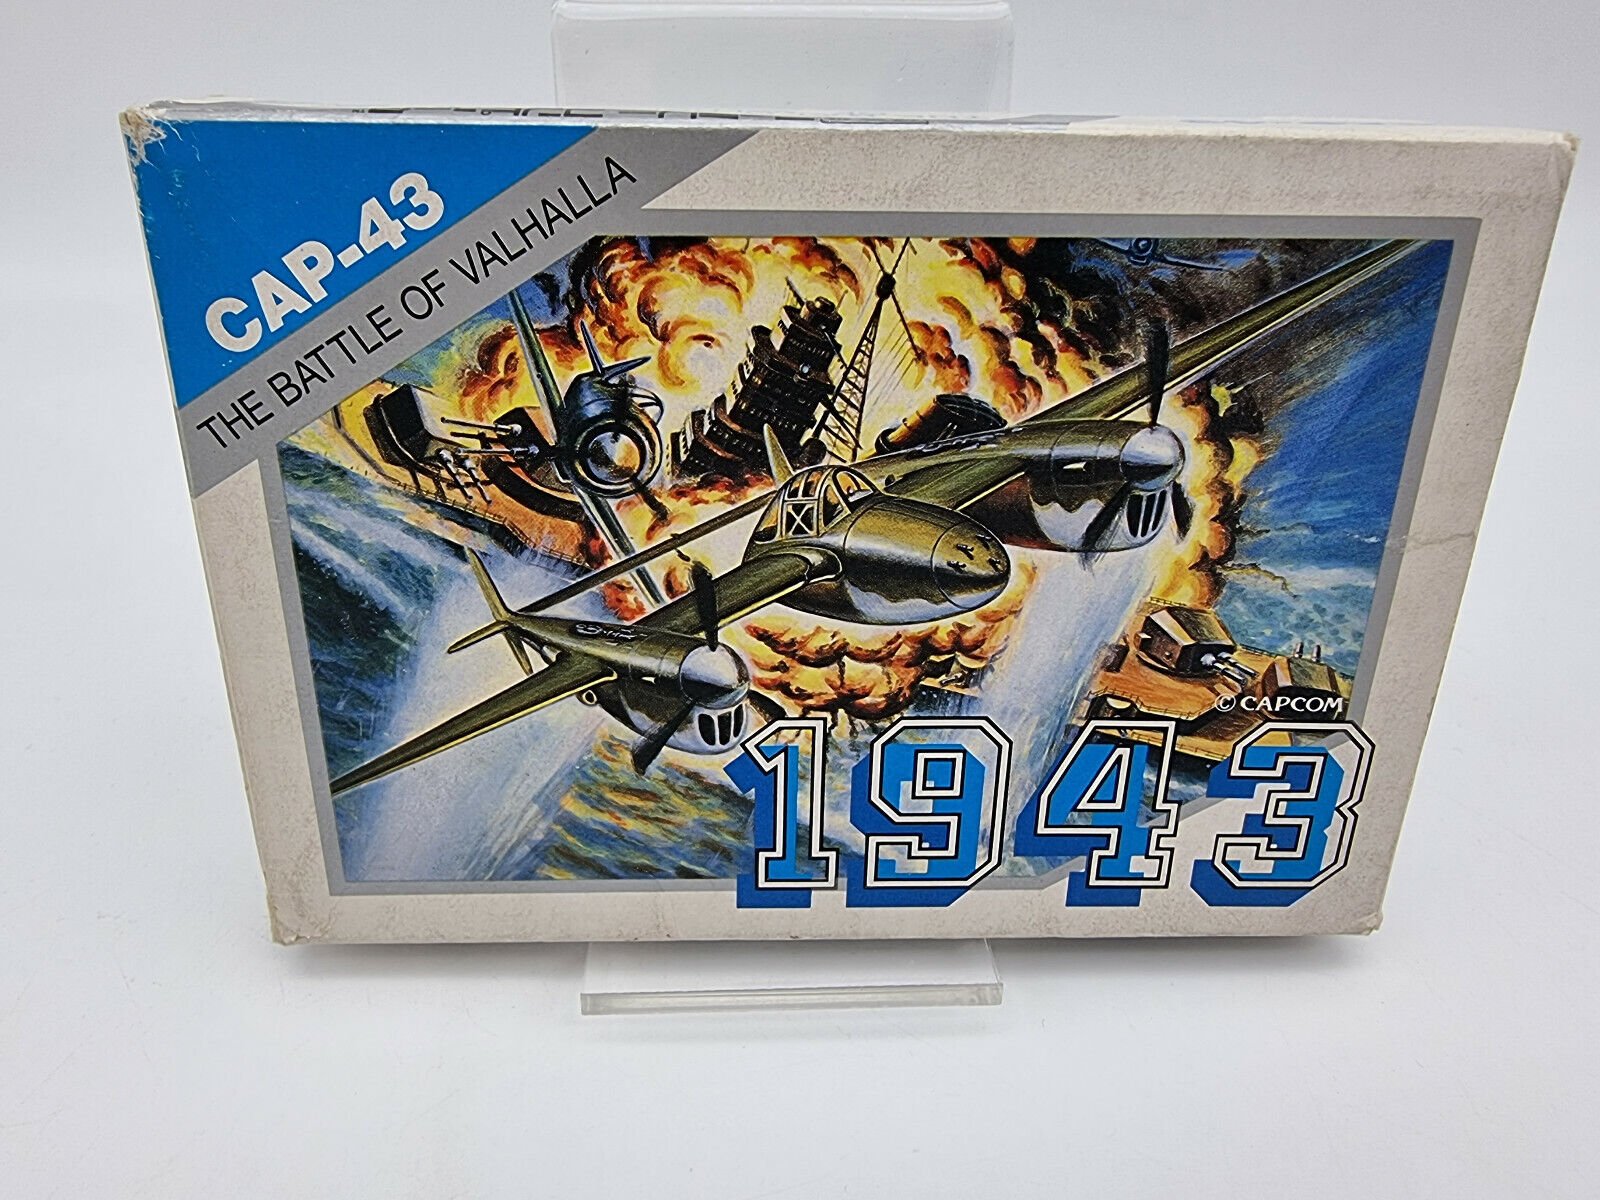 CAP-43
THE BATTLE OF VALHALLA
© CAPCOM
1943